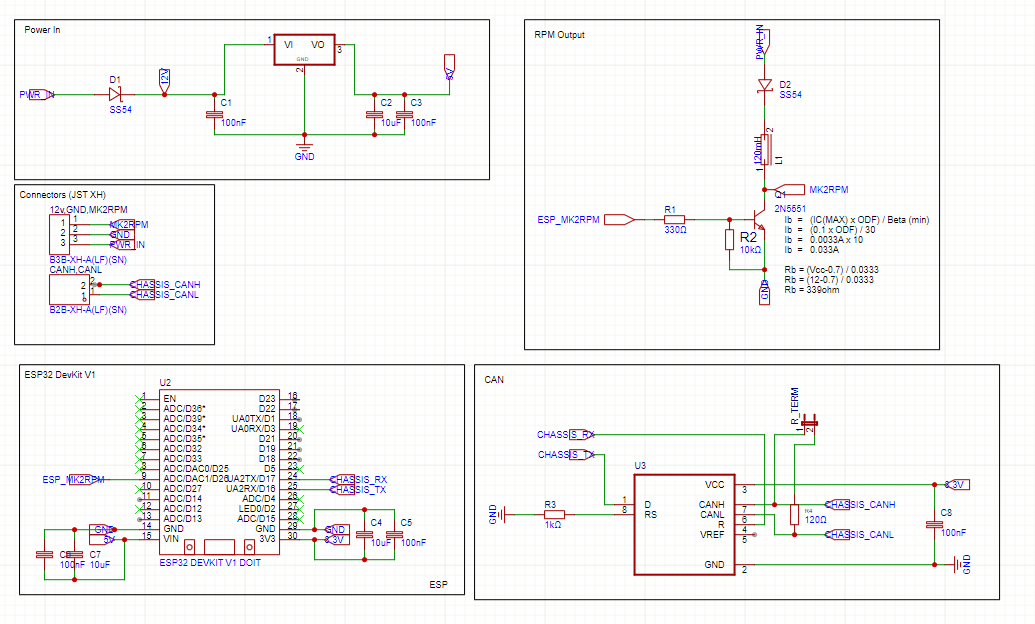 Power In
1
VI
VO
3
GND
2
12V
5V
D1
PWR_IN
SS54
C1
100nF
C2
10uF
C3
100nF
GND
RPM Output
PWR_IN
D2
SS54
2
120mH
L1
1
Q1
MK2RPM
2N5551
ESP_MK2RPM
R1
330Ω
R2
10kΩ
GND
Ib = (IC(MAX) x ODF) / Beta (min)
Ib = (0.1 x ODF) / 30
Ib = 0.0033A x 10
Ib = 0.033A
Rb = (Vcc-0.7) / 0.0333
Rb = (12-0.7) / 0.0333
Rb = 339ohm
Connectors (JST XH)
12v,GND,MK2RPM
1 1 MK2RPM
2 2 GND
3 3 PWR_IN
B3B-XH-A(LF)(SN)
CANH,CANL
2 2 CHASSIS_CANH
1 1 CHASSIS_CANL
B2B-XH-A(LF)(SN)
ESP32 DevKit V1
U2
1 EN D23 16
2 ADC/D36* D22 17
3 ADC/D39* UA0TX/D1 18
4 ADC/D34* UA0RX/D3 19
5 ADC/D35* D21 20
6 ADC/D32 D19 21
7 ADC/D33 D18 22
8 ADC/DAC0/D25 D5 23
ESP_MK2RPM 9 ADC/DAC1/D26 UA2TX/D17 24 CHASSIS_RX
10 ADC/D27 UA2RX/D16 25 CHASSIS_TX
11 ADC/D14 ADC/D4 26
12 ADC/D12 LED0/D2 27
13 ADC/D13 ADC/D15 28
GND 14 GND GND 29 GND
5V 15 VIN 3V3 30 3.3V
C6
100nF
C7
10uF
C4
10uF
C5
100nF
ESP32 DEVKIT V1 DOIT
ESP
CAN
R_TERM
1
2
CHASSIS_RX
CHASSIS_TX
U3
VCC
3
3.3V
GND
R3
1kΩ
1
D
8
RS
CANH
7
CANL
6
R
4
VREF
5
GND
2
R4
120Ω
CHASSIS_CANH
CHASSIS_CANL
C8
100nF
GND